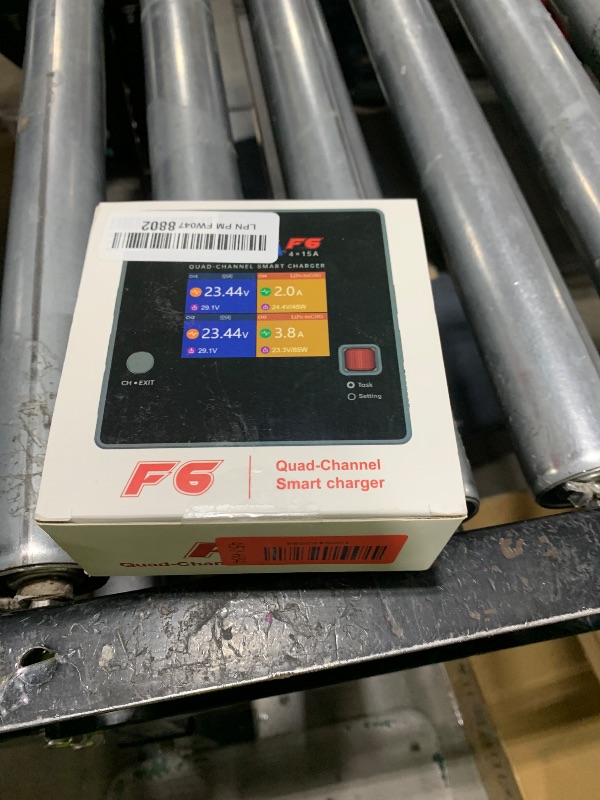 LPN PM FW047 8802
F6
4×15A
QUAD-CHANNEL SMART CHARGER
23.44V
2.0A
29.1V
24.4V/45W
23.44V
3.8A
29.1V
23.3V/85W
CH • EXIT
Task
Setting
F6
Quad-Channel
Smart charger